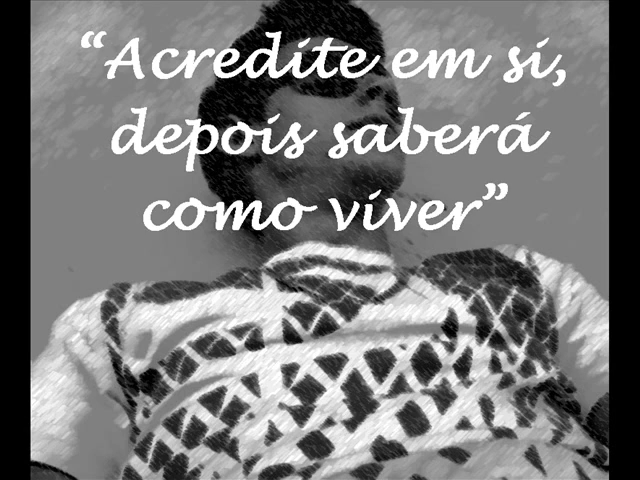 “Acredite em si,
depois saberá
como viver”